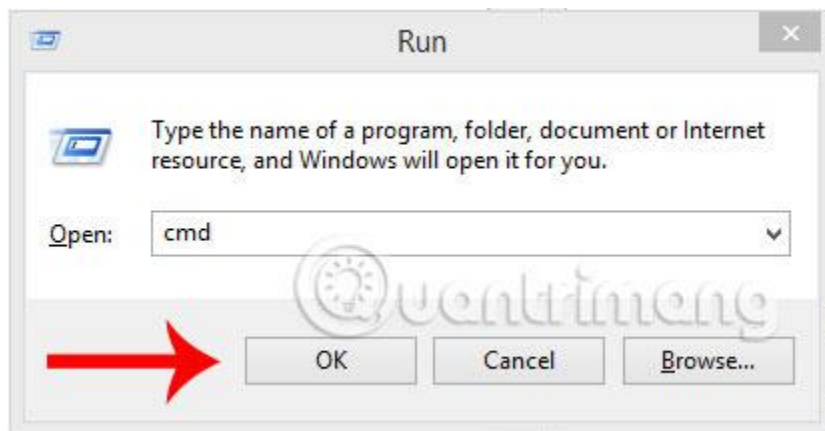 Run
Type the name of a program, folder, document or Internet
resource, and Windows will open it for you.
Open:
cmd
Quantrimang
OK
Cancel
Browse...